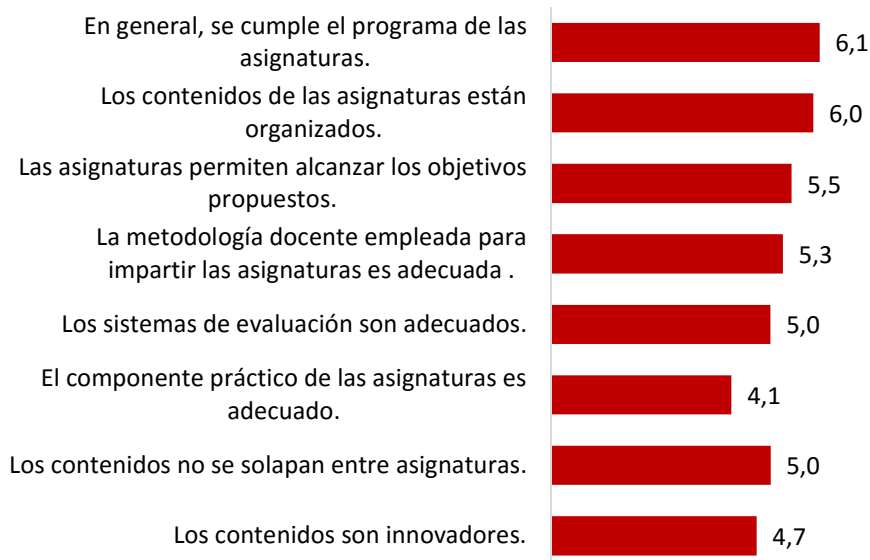 En general, se cumple el programa de las
asignaturas.
6,1
Los contenidos de las asignaturas están
organizados.
6,0
Las asignaturas permiten alcanzar los objetivos
propuestos.
5,5
La metodología docente empleada para
impartir las asignaturas es adecuada .
5,3
Los sistemas de evaluación son adecuados.
5,0
El componente práctico de las asignaturas es
adecuado.
4,1
Los contenidos no se solapan entre asignaturas.
5,0
Los contenidos son innovadores.
4,7